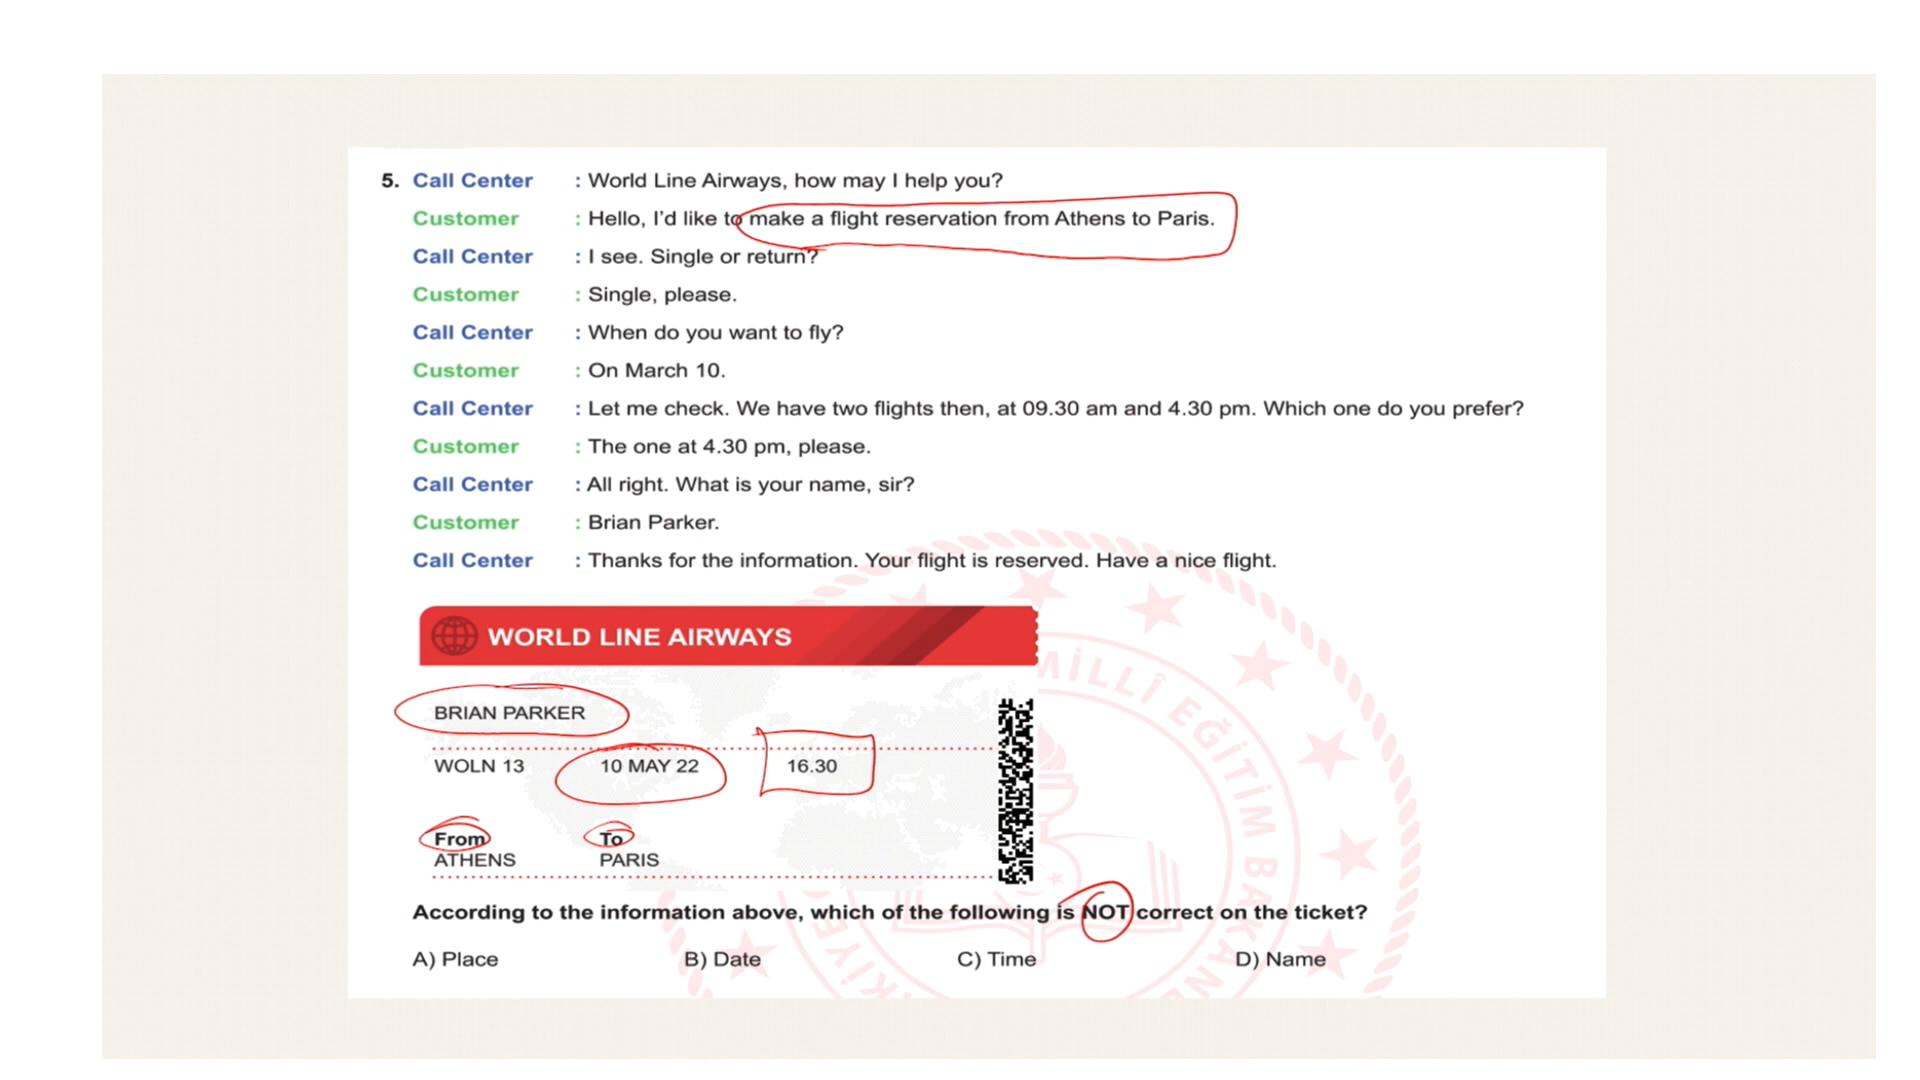 5. Call Center : World Line Airways, how may I help you?
Customer : Hello, I'd like to make a flight reservation from Athens to Paris.
Call Center : I see. Single or return?
Customer : Single, please.
Call Center : When do you want to fly?
Customer : On March 10.
Call Center : Let me check. We have two flights then, at 09.30 am and 4.30 pm. Which one do you prefer?
Customer : The one at 4.30 pm, please.
Call Center : All right. What is your name, sir?
Customer : Brian Parker.
Call Center : Thanks for the information. Your flight is reserved. Have a nice flight.
WORLD LINE AIRWAYS
BRIAN PARKER
WOLN 13 10 MAY 22 16.30
From To
ATHENS PARIS
MİLLÎ EĞİTİM
According to the information above, which of the following is NOT correct on the ticket?
A) Place B) Date C) Time D) Name